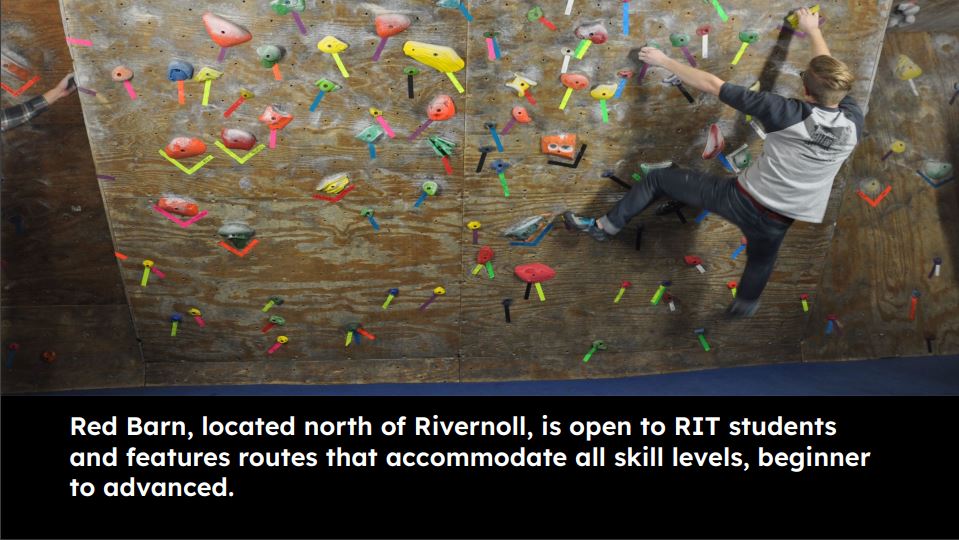 Red Barn, located north of Rivernoll, is open to RIT students
and features routes that accommodate all skill levels, beginner
to advanced.